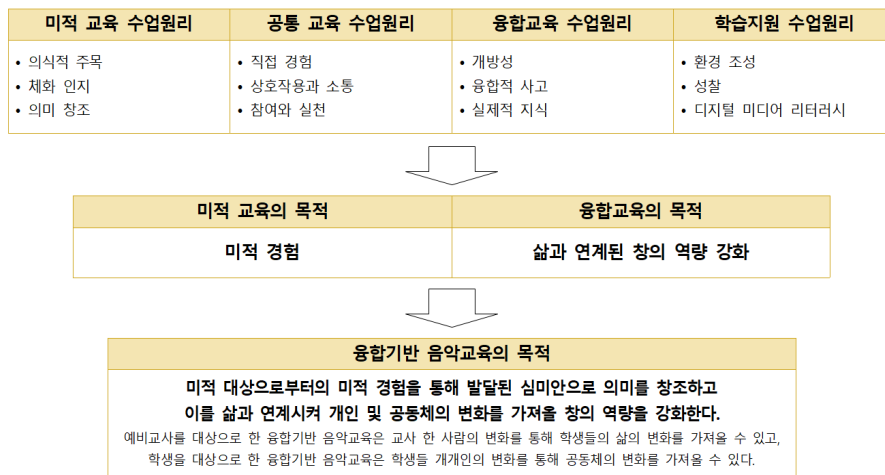 미적 교육 수업원리
• 의식적 주목
• 체화 인지
• 의미 창조
공통 교육 수업원리
• 직접 경험
• 상호작용과 소통
• 참여와 실천
융합교육 수업원리
• 개방성
• 융합적 사고
• 실제적 지식
학습지원 수업원리
• 환경 조성
• 성찰
• 디지털 미디어 리터러시
미적 교육의 목적
미적 경험
융합교육의 목적
삶과 연계된 창의 역량 강화
융합기반 음악교육의 목적
미적 대상으로부터의 미적 경험을 통해 발달된 심미안으로 의미를 창조하고
이를 삶과 연계시켜 개인 및 공동체의 변화를 가져올 창의 역량을 강화한다.
예비교사를 대상으로 한 융합기반 음악교육은 교사 한 사람의 변화를 통해 학생들의 삶의 변화를 가져올 수 있고,
학생을 대상으로 한 융합기반 음악교육은 학생들 개개인의 변화를 통해 공동체의 변화를 가져올 수 있다.